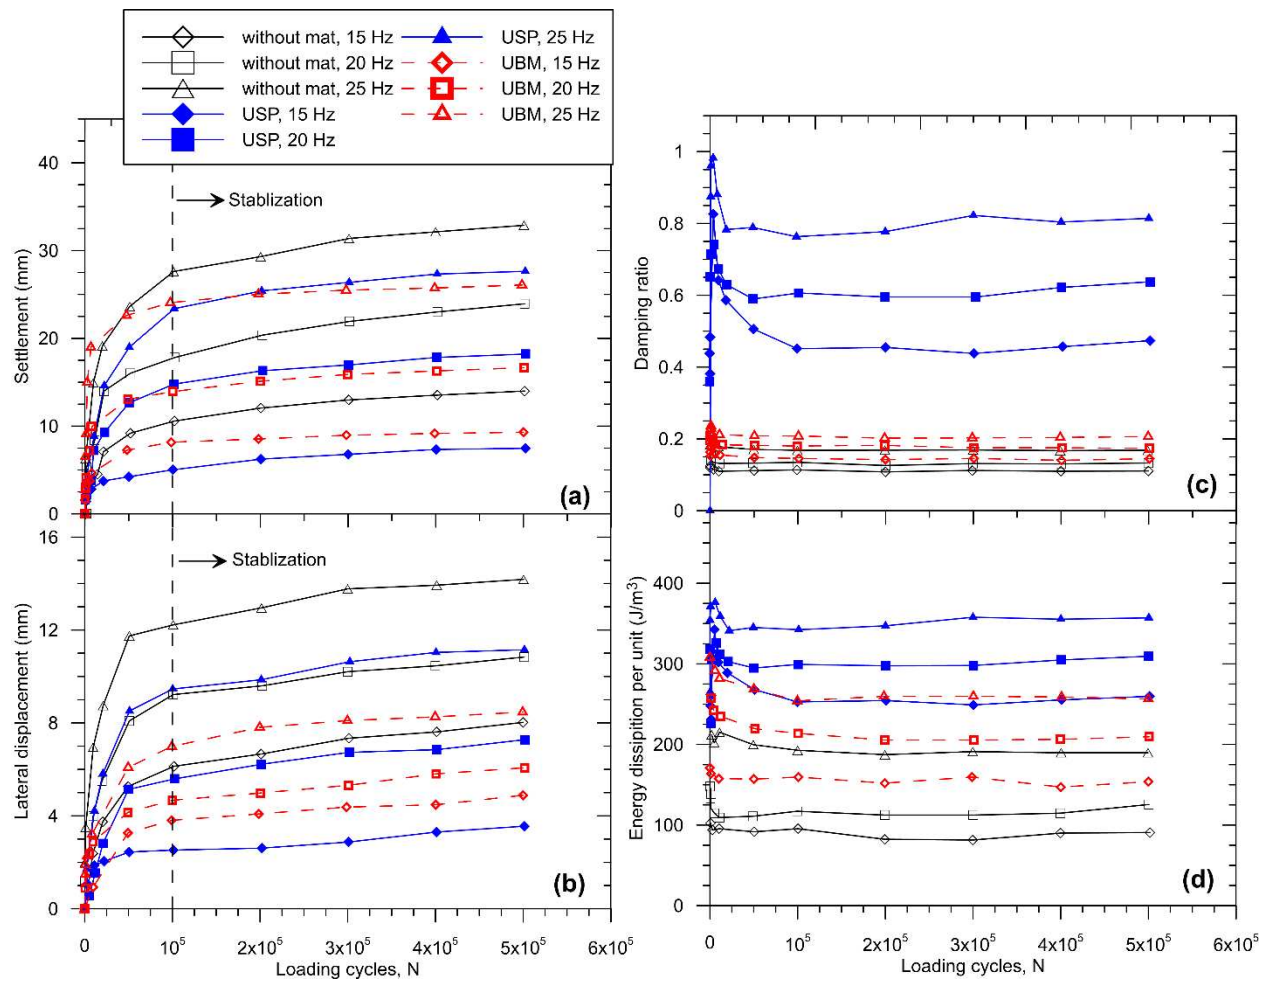 without mat, 15 Hz
without mat, 20 Hz
without mat, 25 Hz
USP, 15 Hz
USP, 20 Hz
USP, 25 Hz
UBM, 15 Hz
UBM, 20 Hz
UBM, 25 Hz
Settlement (mm)
40
30
20
10
0
Stablization
(a)
Lateral displacement (mm)
16
12
8
4
0
Stablization
(b)
0
10⁵
2x10⁵
3x10⁵
4x10⁵
5x10⁵
6x10⁵
Loading cycles, N
Damping ratio
1
0.8
0.6
0.4
0.2
0
(c)
Energy dissipition per unit (J/m³)
400
300
200
100
0
(d)
0
10⁵
2x10⁵
3x10⁵
4x10⁵
5x10⁵
6x10⁵
Loading cycles, N